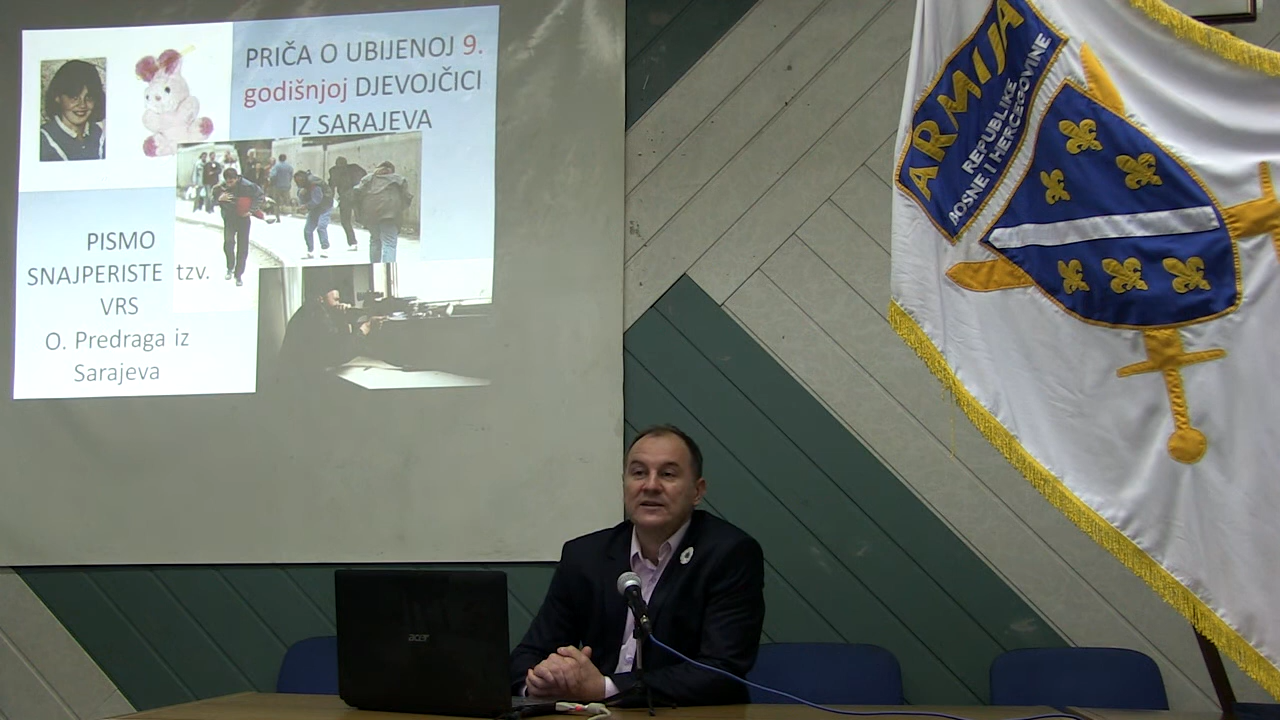 PRIČA O UBIJENOJ 9.
godišnjoj DJEVOJČICI
IZ SARAJEVA
PISMO
SNAJPERISTE tzv.
VRS
O. Predraga iz
Sarajeva
ARMIJA
REPUBLIKE
BOSNE I HERCEGOVINE
acer